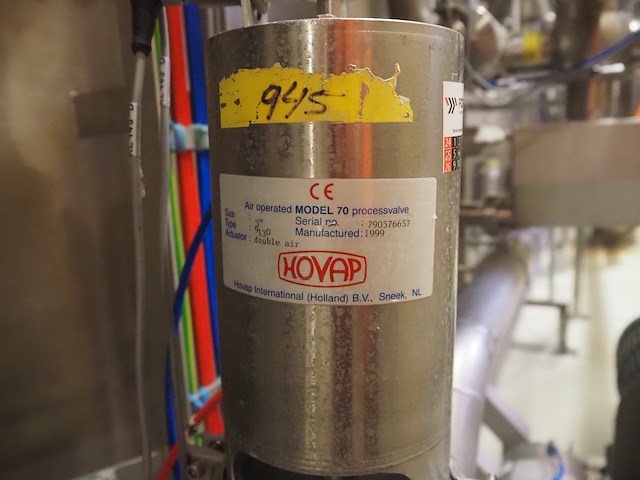 945
CE
Air operated MODEL 70 processvalve
Size : 3"
Serial no. : 790576657
Type : 9130
Manufactured : 1999
Actuator : double air
HOVAP
Hovap International (Holland) B.V., Sneek, NL